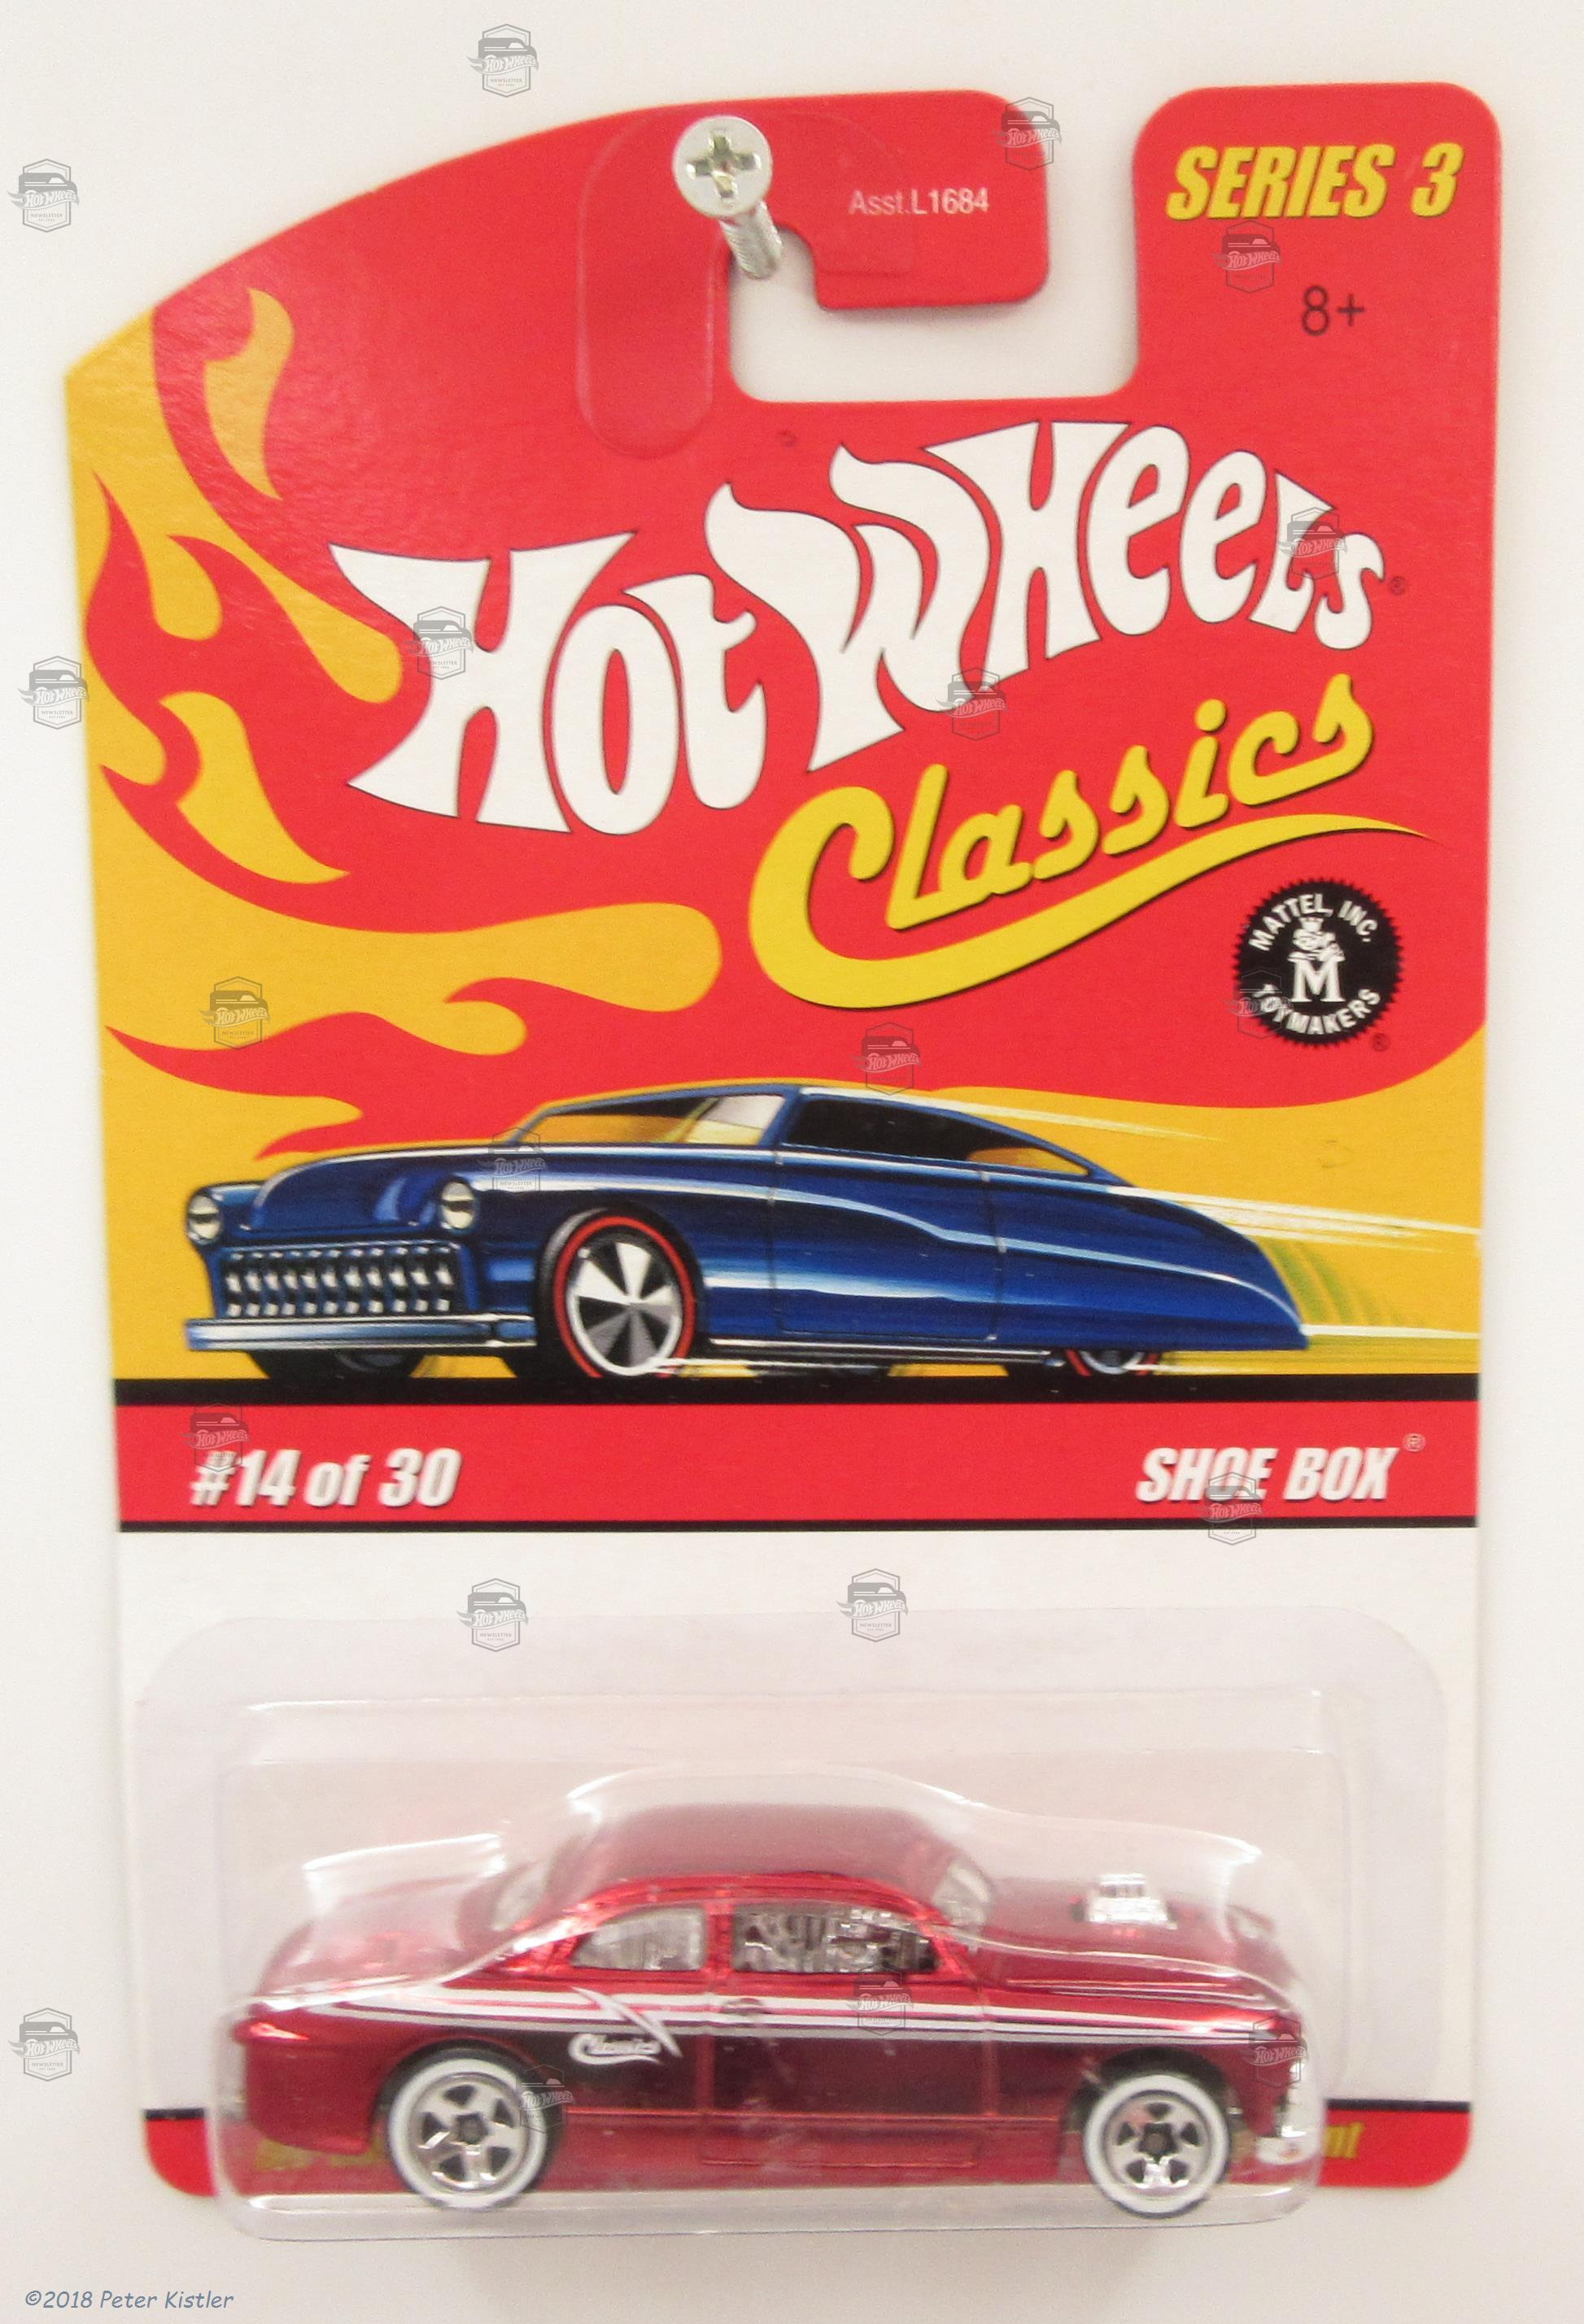 Asst.L1684
SERIES 3
8+
Hot Wheels®
Classics
MATTEL, INC.
M
TOYMAKERS
®
#14 of 30
SHOE BOX®
Classics
©2018 Peter Kistler